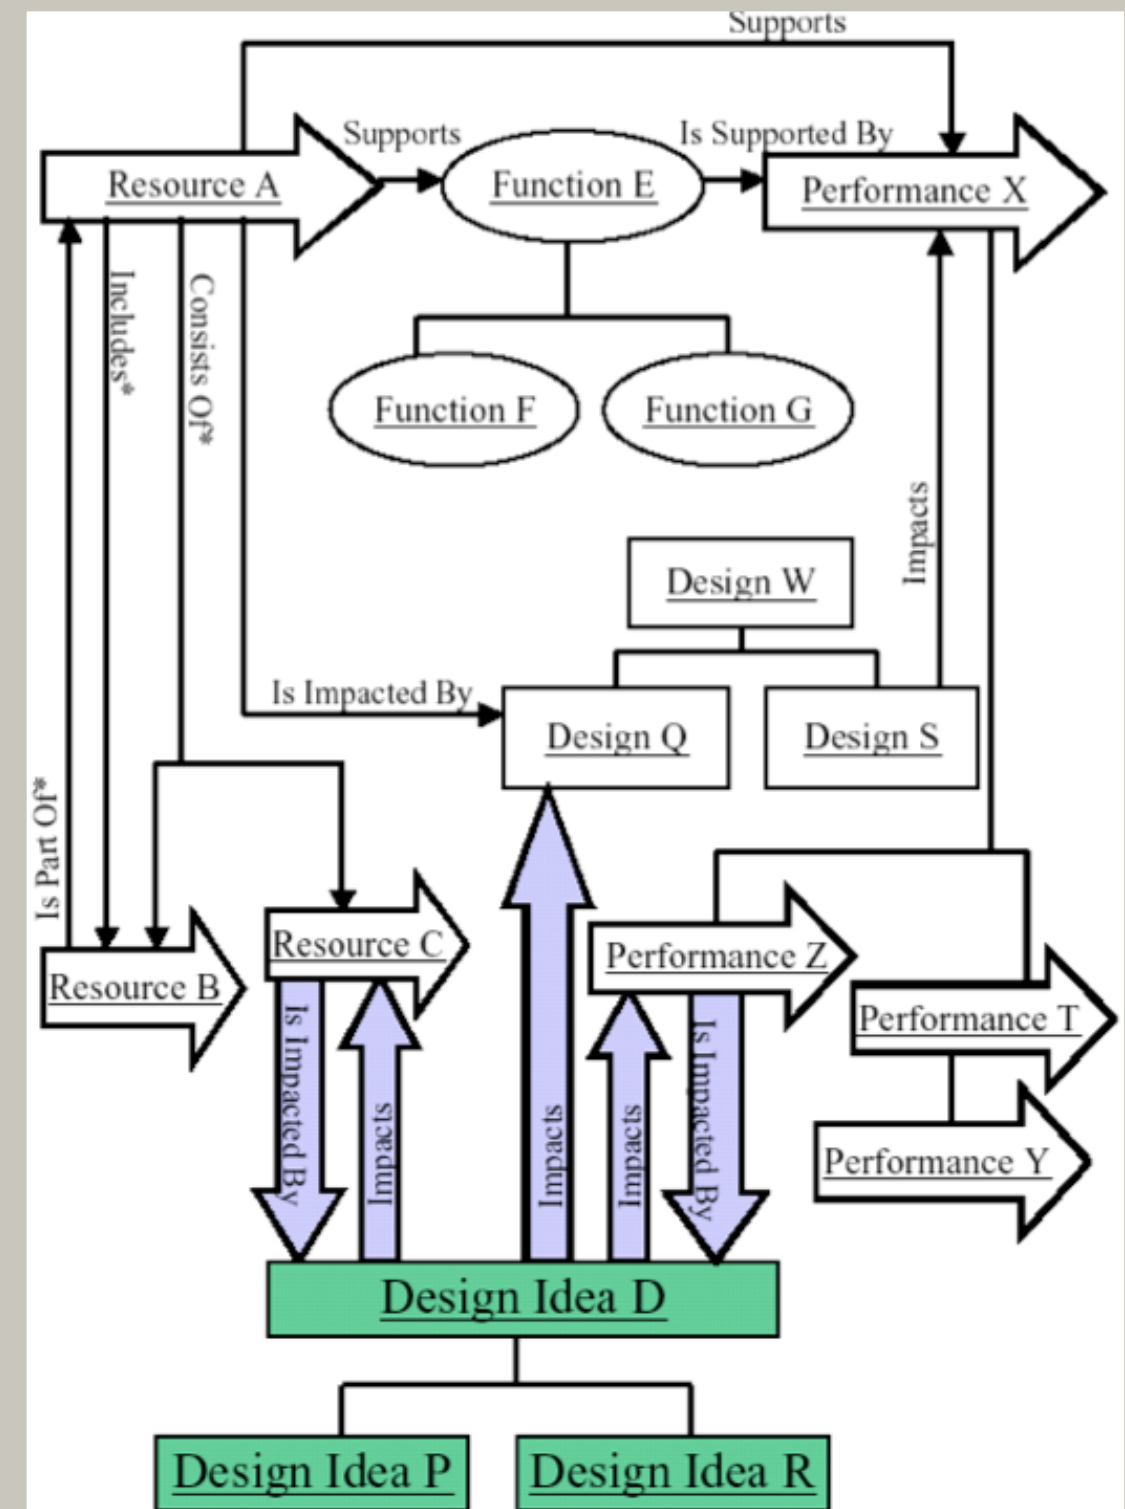 Supports
Supports
Is Supported By
Resource A
Function E
Performance X
Includes*
Consists Of*
Function F
Function G
Impacts
Design W
Is Impacted By
Design Q
Design S
Is Part Of*
Resource B
Resource C
Performance Z
Performance T
Is Impacted By
Impacts
Impacts
Impacts
Is Impacted By
Performance Y
Design Idea D
Design Idea P
Design Idea R